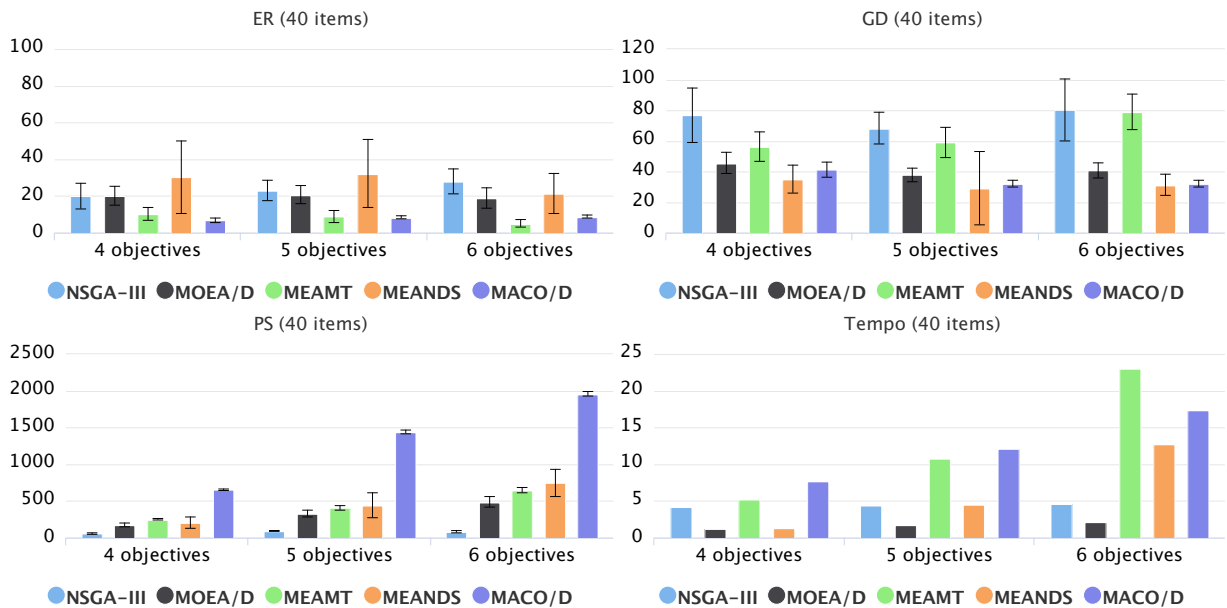 ER (40 items)
100
80
60
40
20
0
4 objectives 5 objectives 6 objectives
NSGA-III MOEA/D MEAMT MEANDS MACO/D
GD (40 items)
120
100
80
60
40
20
0
4 objectives 5 objectives 6 objectives
NSGA-III MOEA/D MEAMT MEANDS MACO/D
PS (40 items)
2500
2000
1500
1000
500
0
4 objectives 5 objectives 6 objectives
NSGA-III MOEA/D MEAMT MEANDS MACO/D
Tempo (40 items)
25
20
15
10
5
0
4 objectives 5 objectives 6 objectives
NSGA-III MOEA/D MEAMT MEANDS MACO/D